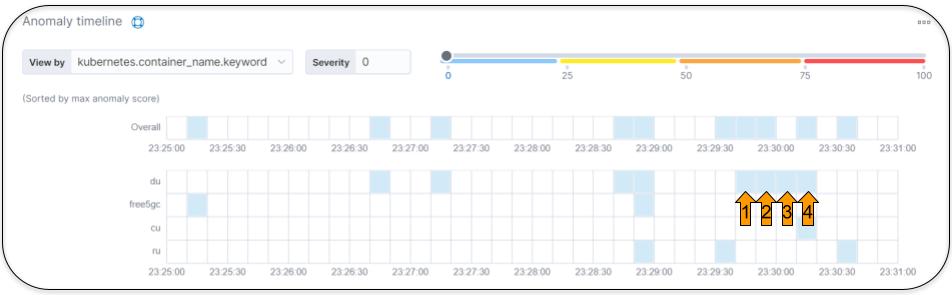 Anomaly timeline
View by kubernetes.container_name.keyword Severity 0
0 25 50 75 100
(Sorted by max anomaly score)
Overall
23:25:00 23:25:30 23:26:00 23:26:30 23:27:00 23:27:30 23:28:00 23:28:30 23:29:00 23:29:30 23:30:00 23:30:30 23:31:00
du
free5gc 1 2 3 4
cu
ru
23:25:00 23:25:30 23:26:00 23:26:30 23:27:00 23:27:30 23:28:00 23:28:30 23:29:00 23:29:30 23:30:00 23:30:30 23:31:00